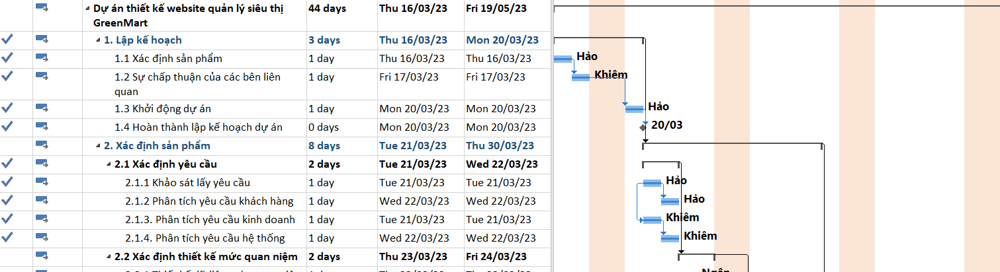 Dự án thiết kế website quản lý siêu thị 44 days Thu 16/03/23 Fri 19/05/23
GreenMart
1. Lập kế hoạch 3 days Thu 16/03/23 Mon 20/03/23
1.1 Xác định sản phẩm 1 day Thu 16/03/23 Thu 16/03/23 Hảo
1.2 Sự chấp thuận của các bên liên 1 day Fri 17/03/23 Fri 17/03/23 Khiêm
quan
1.3 Khởi động dự án 1 day Mon 20/03/23 Mon 20/03/23 Hảo
1.4 Hoàn thành lập kế hoạch dự án 0 days Mon 20/03/23 Mon 20/03/23 20/03
2. Xác định sản phẩm 8 days Tue 21/03/23 Thu 30/03/23
2.1 Xác định yêu cầu 2 days Tue 21/03/23 Wed 22/03/23
2.1.1 Khảo sát lấy yêu cầu 1 day Tue 21/03/23 Tue 21/03/23 Hảo
2.1.2 Phân tích yêu cầu khách hàng 1 day Wed 22/03/23 Wed 22/03/23 Hảo
2.1.3. Phân tích yêu cầu kinh doanh 1 day Tue 21/03/23 Tue 21/03/23 Khiêm
2.1.4. Phân tích yêu cầu hệ thống 1 day Wed 22/03/23 Wed 22/03/23 Khiêm
2.2 Xác định thiết kế mức quan niệm 2 days Thu 23/03/23 Fri 24/03/23